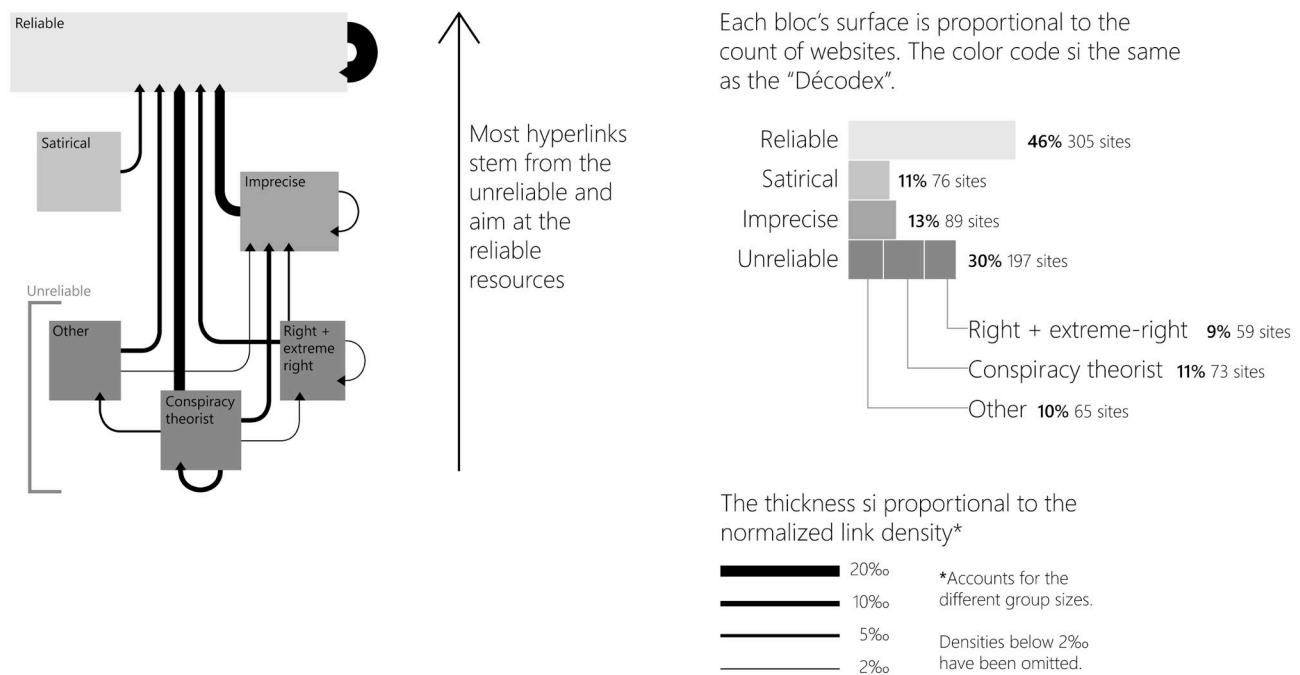 Reliable
Satirical
Imprecise
Unreliable
Other
Right +
extreme
right
Conspiracy
theorist
Most hyperlinks
stem from the
unreliable and
aim at the
reliable
resources
Each bloc’s surface is proportional to the
count of websites. The color code si the same
as the “Décodex”.
Reliable 46% 305 sites
Satirical 11% 76 sites
Imprecise 13% 89 sites
Unreliable 30% 197 sites
Right + extreme-right 9% 59 sites
Conspiracy theorist 11% 73 sites
Other 10% 65 sites
The thickness si proportional to the
normalized link density*
20‰
10‰
5‰
2‰
*Accounts for the
different group sizes.
Densities below 2‰
have been omitted.